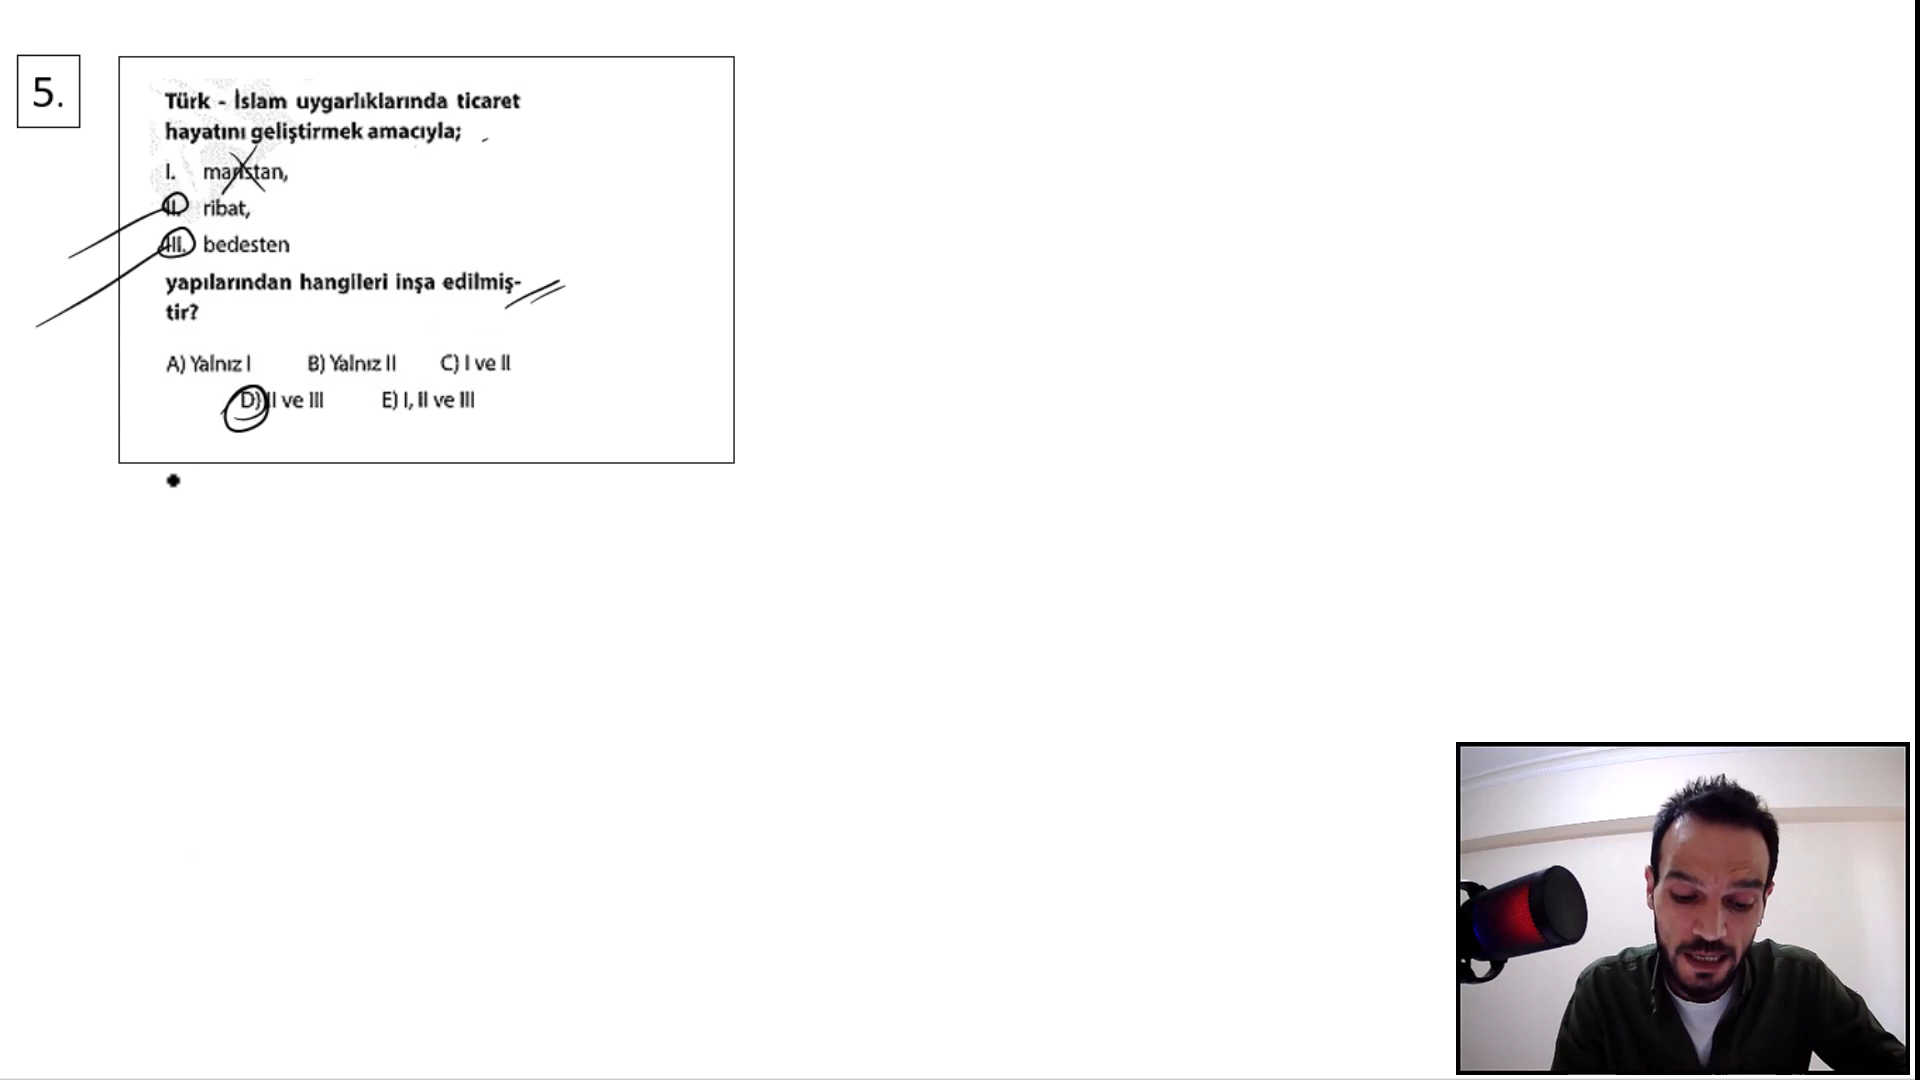 5.
Türk - İslam uygarlıklarında ticaret
hayatını geliştirmek amacıyla;
I. maristan,
II. ribat,
III. bedesten
yapılarından hangileri inşa edilmiş-
tir?
A) Yalnız I B) Yalnız II C) I ve II
D) II ve III E) I, II ve III